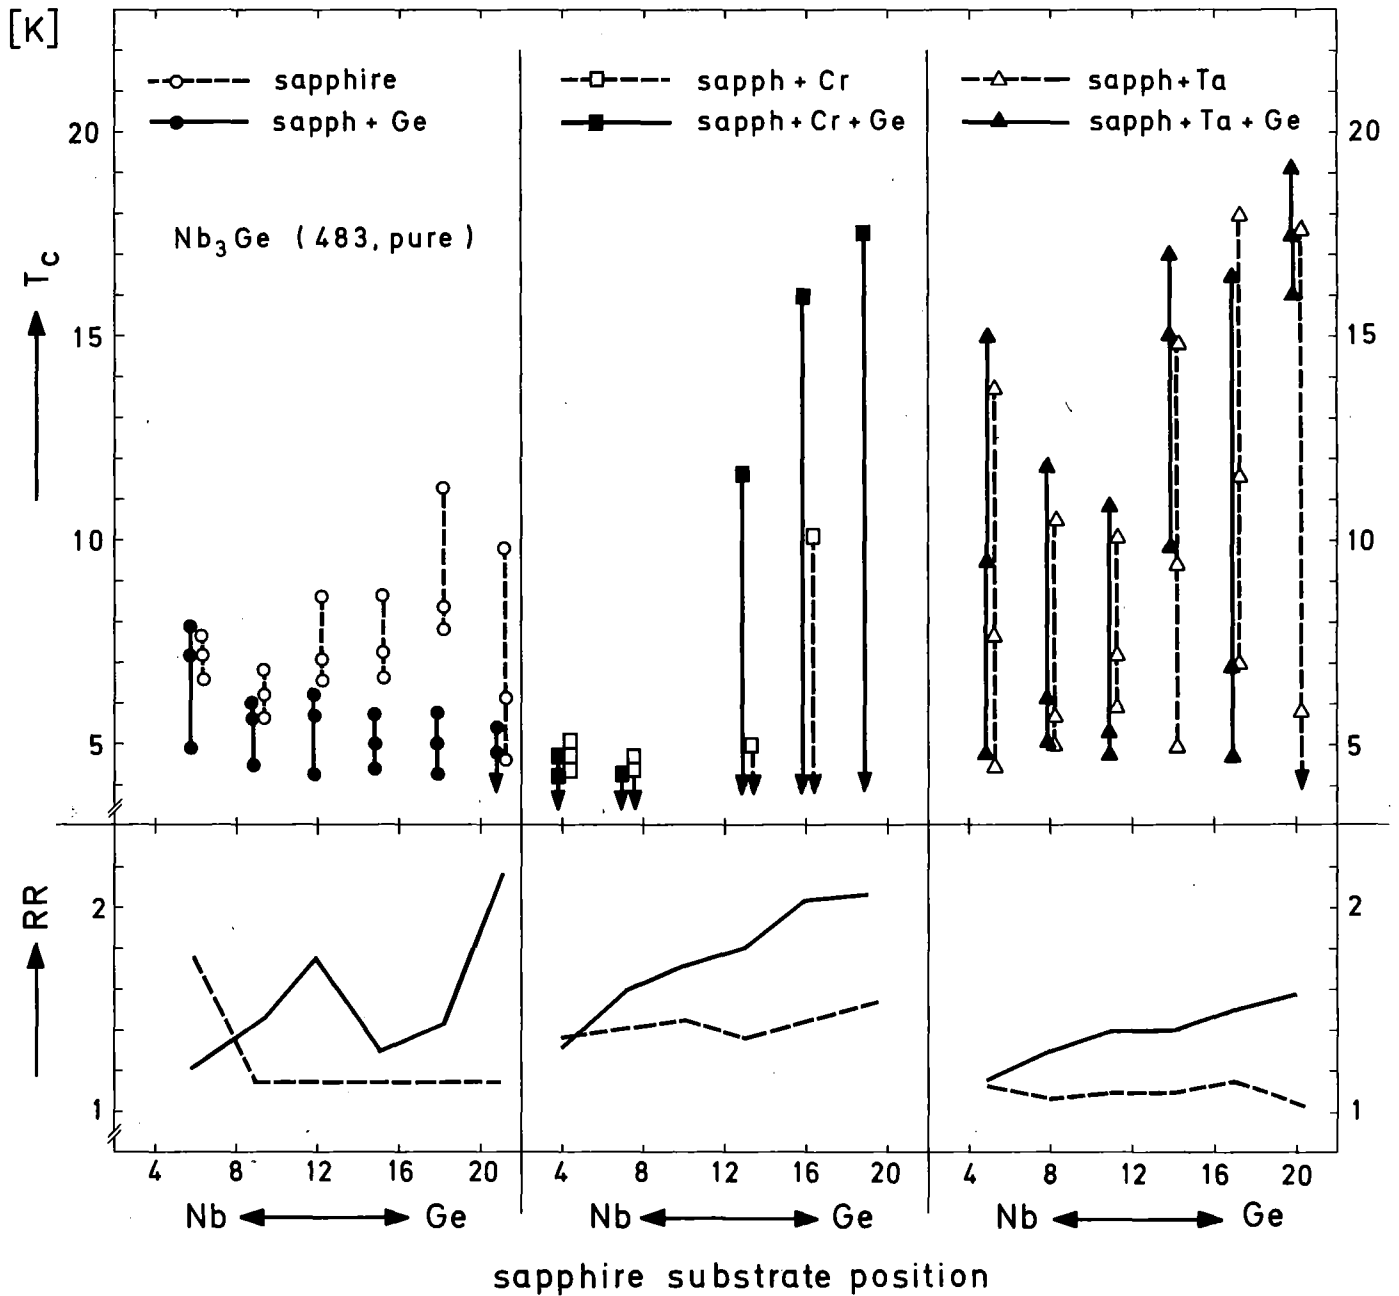 [K]
sapphire
sapph + Ge
sapph + Cr
sapph + Cr + Ge
sapph + Ta
sapph + Ta + Ge
Nb3Ge (483, pure)
Tc
20
15
10
5
20
15
10
5
RR
2
1
2
1
4 8 12 16 20
4 8 12 16 20
4 8 12 16 20
Nb Ge
Nb Ge
Nb Ge
sapphire substrate position